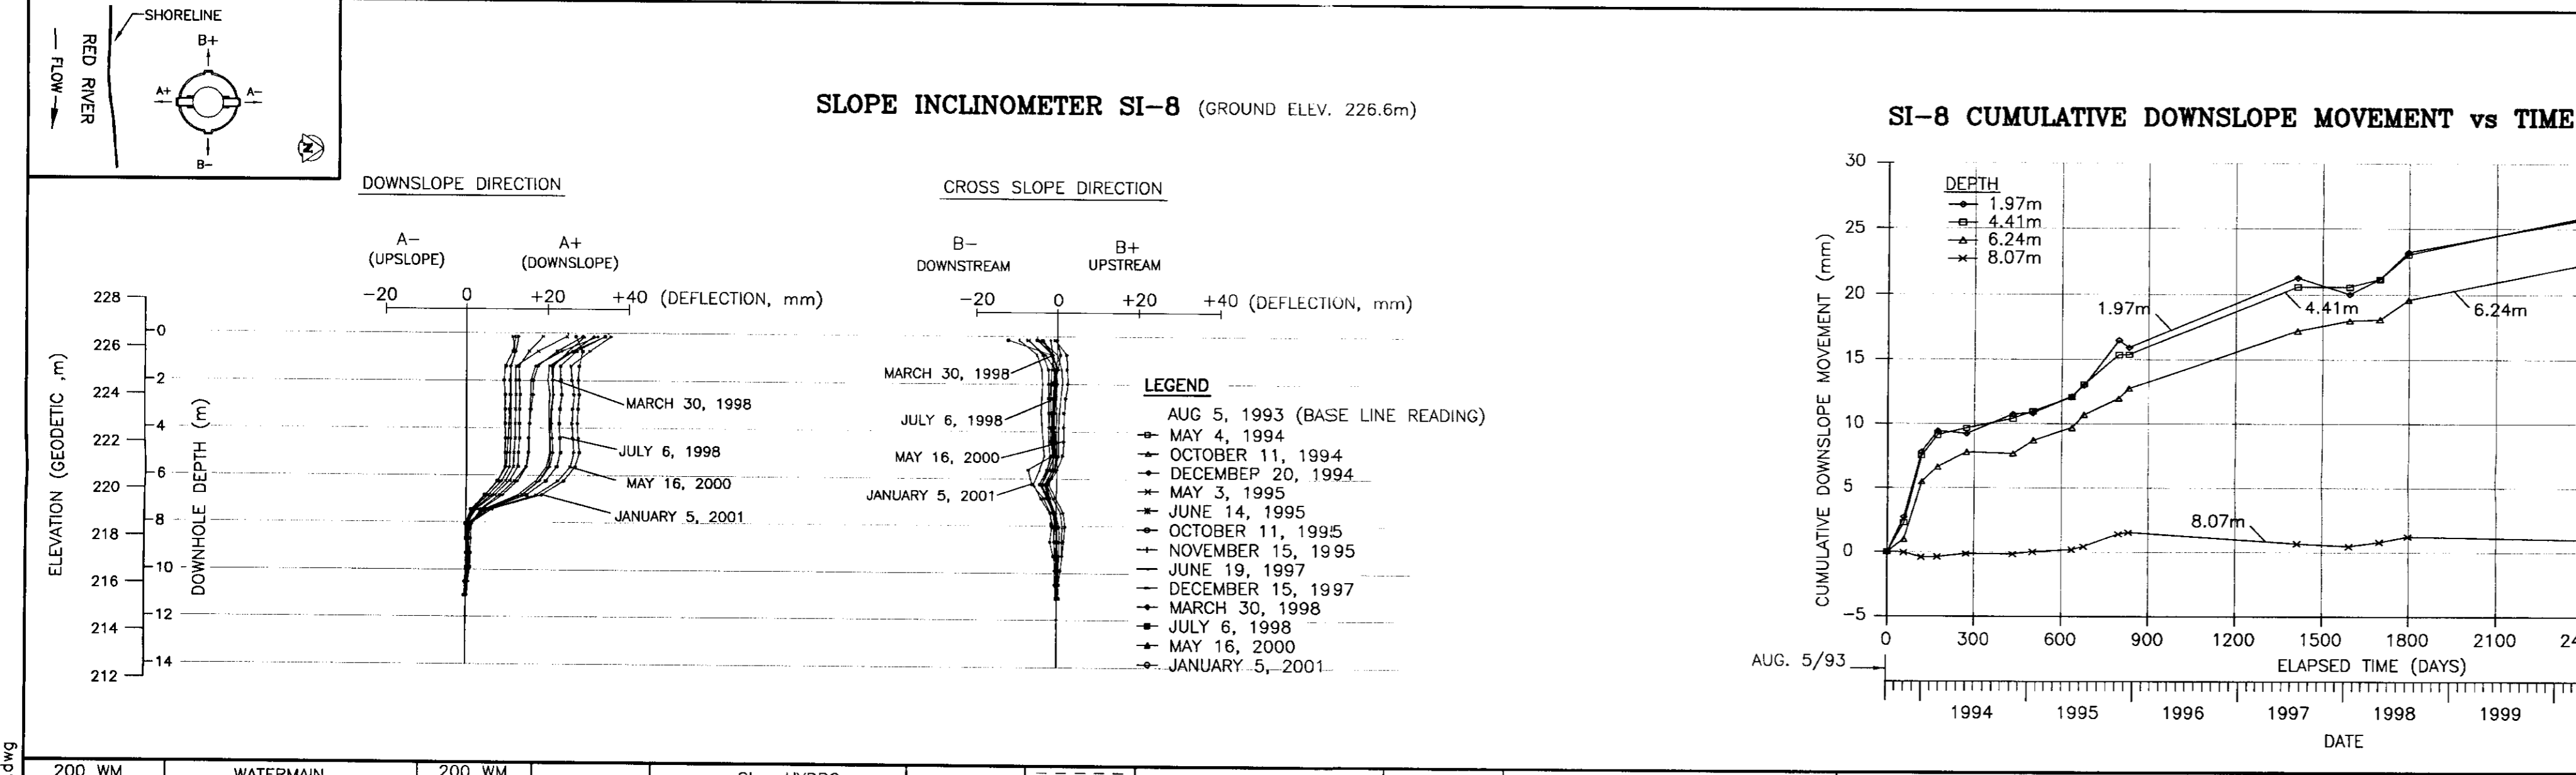 SHORELINE
RED RIVER
FLOW
B+
A+
A-
B-
N
SLOPE INCLINOMETER SI-8 (GROUND ELEV. 226.6m)
DOWNSLOPE DIRECTION
A-
(UPSLOPE)
A+
(DOWNSLOPE)
-20 0 +20 +40 (DEFLECTION, mm)
ELEVATION (GEODETIC ,m)
228
226
224
222
220
218
216
214
212
DOWNHOLE DEPTH (m)
0
2
4
6
8
10
12
14
MARCH 30, 1998
JULY 6, 1998
MAY 16, 2000
JANUARY 5, 2001
CROSS SLOPE DIRECTION
B-
DOWNSTREAM
B+
UPSTREAM
-20 0 +20 +40 (DEFLECTION, mm)
MARCH 30, 1998
JULY 6, 1998
MAY 16, 2000
JANUARY 5, 2001
LEGEND
AUG 5, 1993 (BASE LINE READING)
MAY 4, 1994
OCTOBER 11, 1994
DECEMBER 20, 1994
MAY 3, 1995
JUNE 14, 1995
OCTOBER 11, 1995
NOVEMBER 15, 1995
JUNE 19, 1997
DECEMBER 15, 1997
MARCH 30, 1998
JULY 6, 1998
MAY 16, 2000
JANUARY 5, 2001
SI-8 CUMULATIVE DOWNSLOPE MOVEMENT vs TIME
CUMULATIVE DOWNSLOPE MOVEMENT (mm)
30
25
20
15
10
5
0
-5
DEPTH
1.97m
4.41m
6.24m
8.07m
1.97m
4.41m
6.24m
8.07m
0 300 600 900 1200 1500 1800 2100 24
AUG. 5/93
ELAPSED TIME (DAYS)
1994 1995 1996 1997 1998 1999
DATE
.dwg
200 WM
WATERMAIN
200 WM
HYDRO